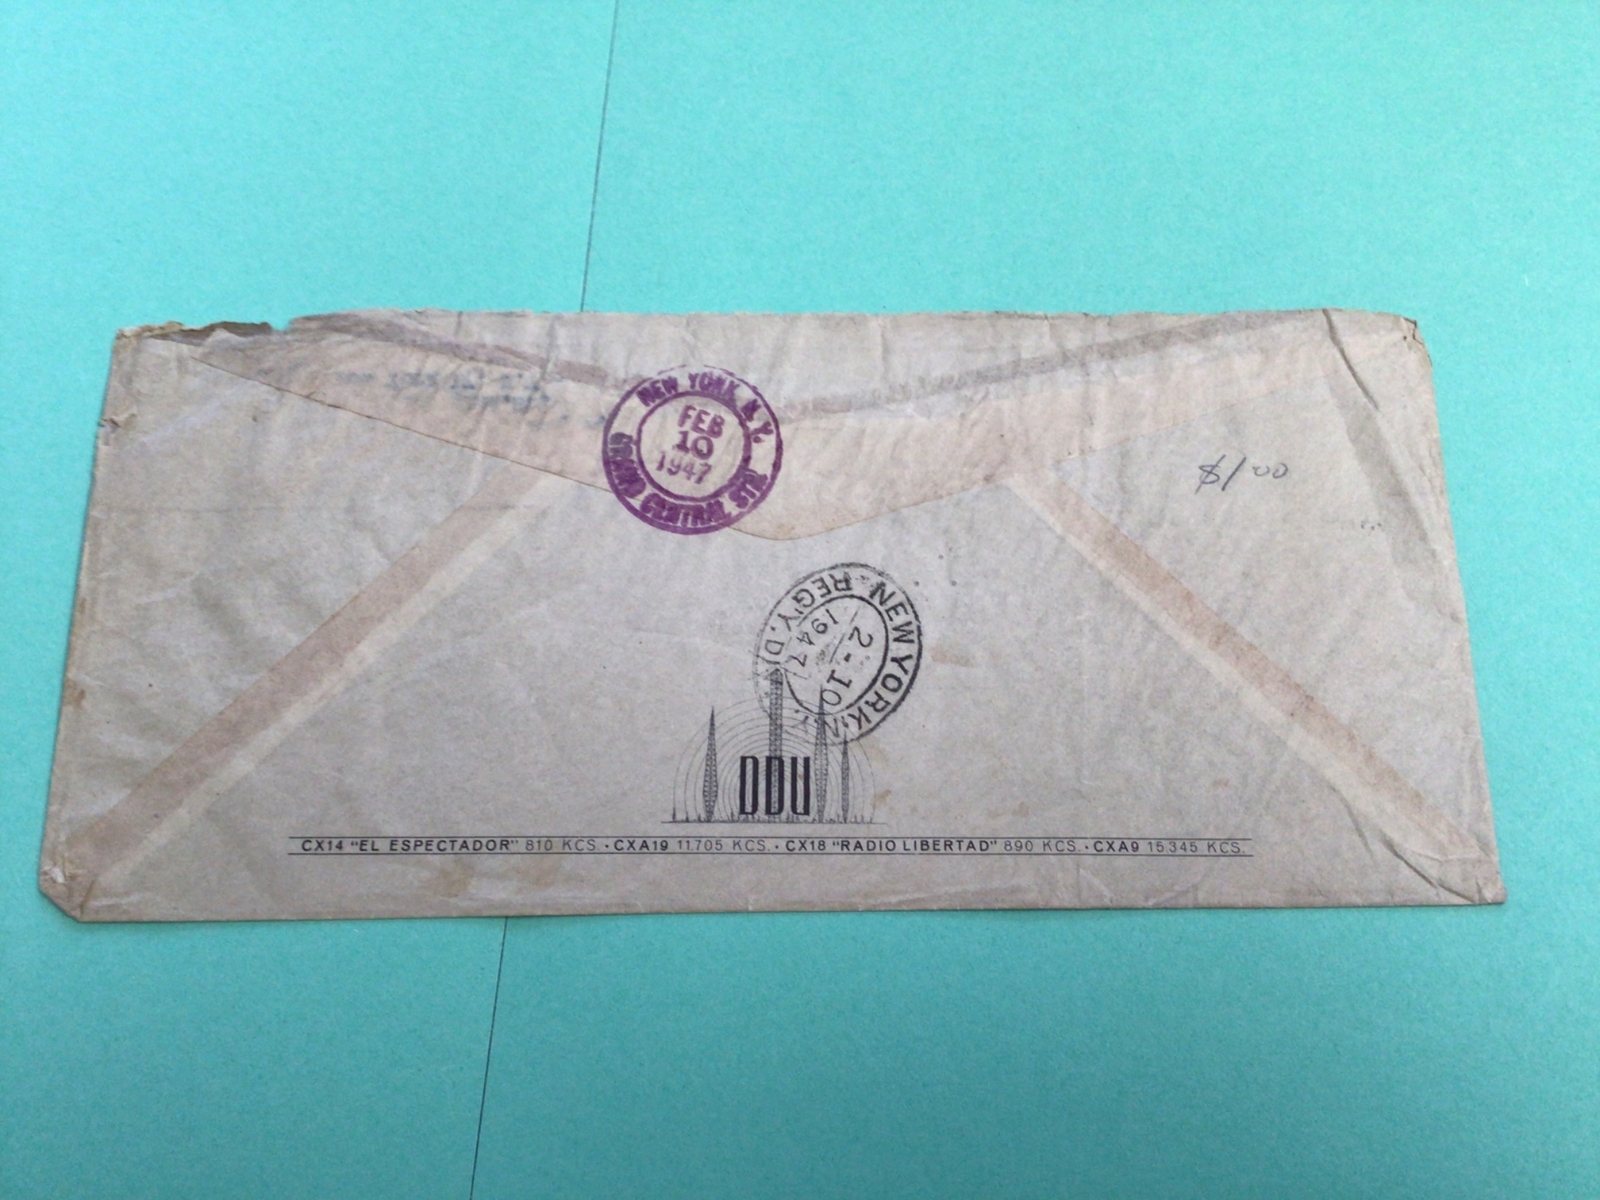 NEW YORK, N.Y.
FEB
10
1947
GRAND CENTRAL STA.
$1.00
NEW YORK, N.Y.
2-10
1947
REG'Y. DIV.
DDU
CX14 "EL ESPECTADOR" 810 KCS. · CXA19 11.705 KCS. · CX18 "RADIO LIBERTAD" 890 KCS. · CXA9 15.345 KCS.